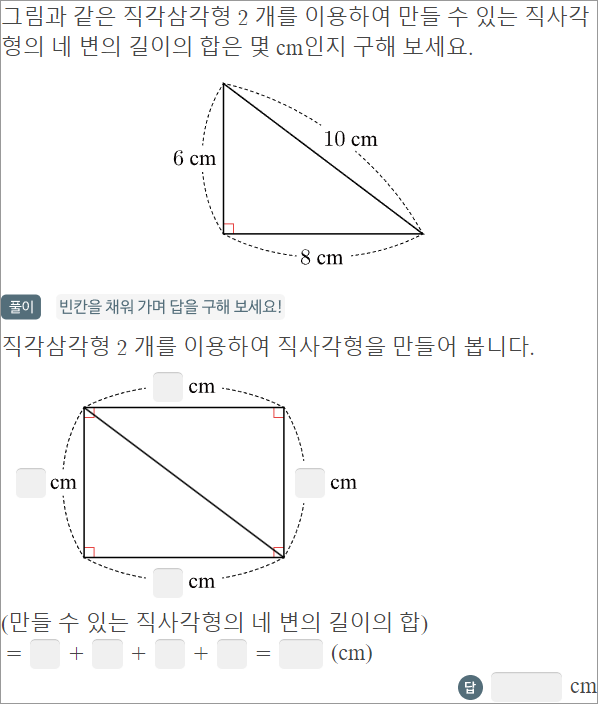 그림과 같은 직각삼각형 2 개를 이용하여 만들 수 있는 직사각
형의 네 변의 길이의 합은 몇 cm인지 구해 보세요.
6 cm
10 cm
8 cm
풀이 빈칸을 채워 가며 답을 구해 보세요!
직각삼각형 2 개를 이용하여 직사각형을 만들어 봅니다.
cm
cm
cm
cm
(만들 수 있는 직사각형의 네 변의 길이의 합)
= + + + = (cm)
답 cm